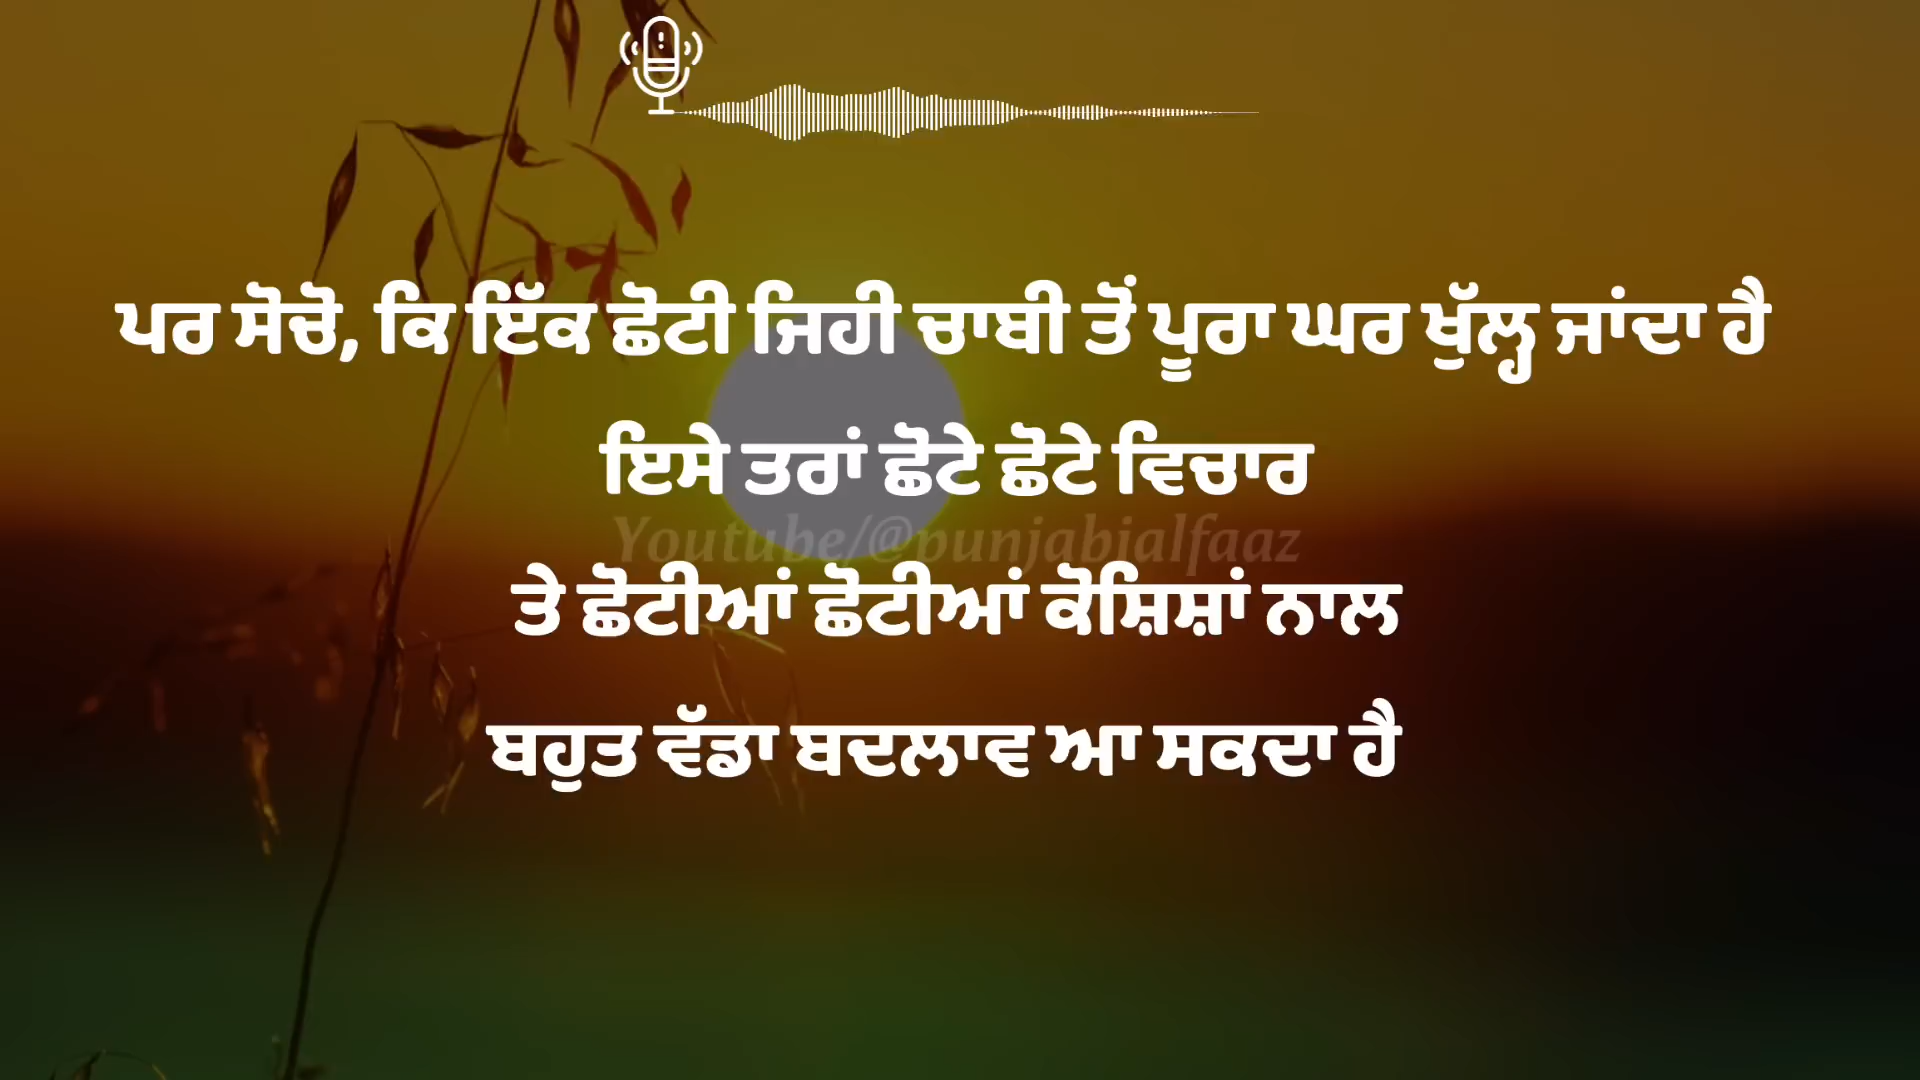 ਪਰ ਸੋਚੋ, ਕਿ ਇੱਕ ਛੋਟੀ ਜਿਹੀ ਚਾਬੀ ਤੋਂ ਪੂਰਾ ਘਰ ਖੁੱਲ੍ਹ ਜਾਂਦਾ ਹੈ
ਇਸੇ ਤਰਾਂ ਛੋਟੇ ਛੋਟੇ ਵਿਚਾਰ
Youtube/@punjabialfaaz
ਤੇ ਛੋਟੀਆਂ ਛੋਟੀਆਂ ਕੋਸ਼ਿਸ਼ਾਂ ਨਾਲ
ਬਹੁਤ ਵੱਡਾ ਬਦਲਾਵ ਆ ਸਕਦਾ ਹੈ